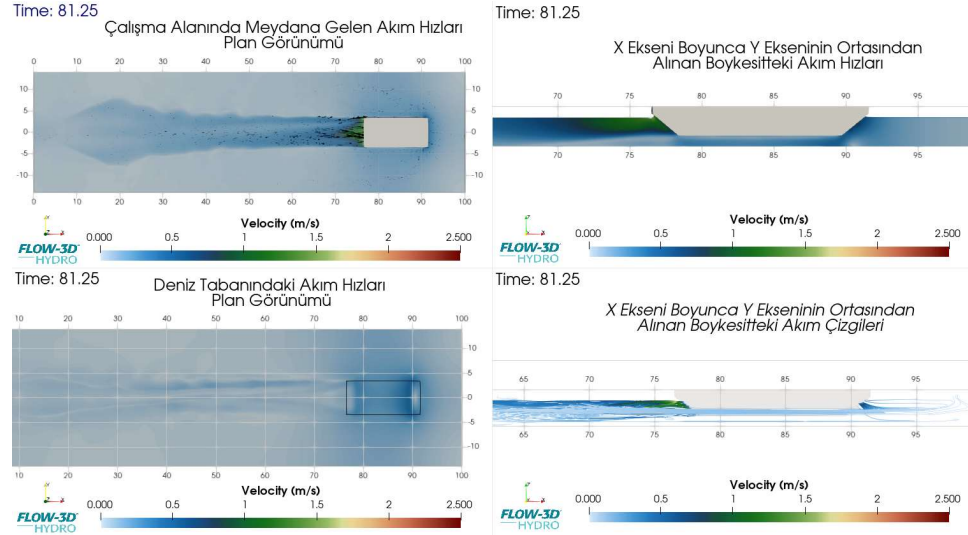 Time: 81.25
Çalışma Alanında Meydana Gelen Akım Hızları
Plan Görünümü
0 10 20 30 40 50 60 70 80 90 100
10 10
5 5
0 0
-5 -5
-10 -10
0 10 20 30 40 50 60 70 80 90 100
Velocity (m/s)
0.000 0.5 1 1.5 2 2.500
FLOW-3D
HYDRO
Time: 81.25
X Ekseni Boyunca Y Ekseninin Ortasından
Alınan Boykesitteki Akım Hızları
70 75 80 85 90 95
70 75 80 85 90 95
Velocity (m/s)
0.000 0.5 1 1.5 2 2.500
FLOW-3D
HYDRO
Time: 81.25
Deniz Tabanındaki Akım Hızları
Plan Görünümü
10 20 30 40 50 60 70 80 90 100
-10
-5
-0
-5
-10
10 20 30 40 50 60 70 80 90 100
Velocity (m/s)
0.000 0.5 1 1.5 2 2.500
FLOW-3D
HYDRO
Time: 81.25
X Ekseni Boyunca Y Ekseninin Ortasından
Alınan Boykesitteki Akım Çizgileri
65 70 75 80 85 90 95
65 70 75 80 85 90 95
Velocity (m/s)
0.000 0.5 1 1.5 2 2.500
FLOW-3D
HYDRO